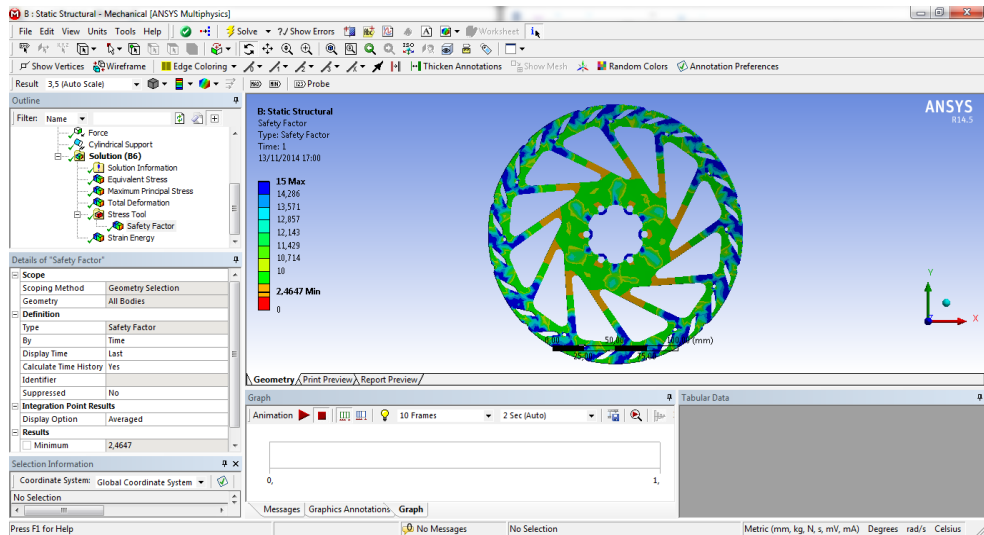 B : Static Structural - Mechanical [ANSYS Multiphysics]
File Edit View Units Tools Help Solve ?/ Show Errors Worksheet
Show Vertices Wireframe Edge Coloring Thicken Annotations Show Mesh Random Colors Annotation Preferences
Result 3,5 (Auto Scale) Probe
Outline
Filter: Name
Force
Cylindrical Support
Solution (B6)
Solution Information
Equivalent Stress
Maximum Principal Stress
Total Deformation
Stress Tool
Safety Factor
Strain Energy
Details of "Safety Factor"
Scope
Scoping Method Geometry Selection
Geometry All Bodies
Definition
Type Safety Factor
By Time
Display Time Last
Calculate Time History Yes
Identifier
Suppressed No
Integration Point Results
Display Option Averaged
Results
Minimum 2,4647
Selection Information
Coordinate System: Global Coordinate System
No Selection
B: Static Structural
Safety Factor
Type: Safety Factor
Time: 1
13/11/2014 17:00
15 Max
14,286
13,571
12,857
12,143
11,429
10,714
10
2,4647 Min
0
ANSYS
R14.5
Y
X
50,00 (mm)
Geometry Print Preview Report Preview
Graph
Animation 10 Frames 2 Sec (Auto)
0, 1,
Messages Graphics Annotations Graph
Tabular Data
Press F1 for Help No Messages No Selection Metric (mm, kg, N, s, mV, mA) Degrees rad/s Celsius